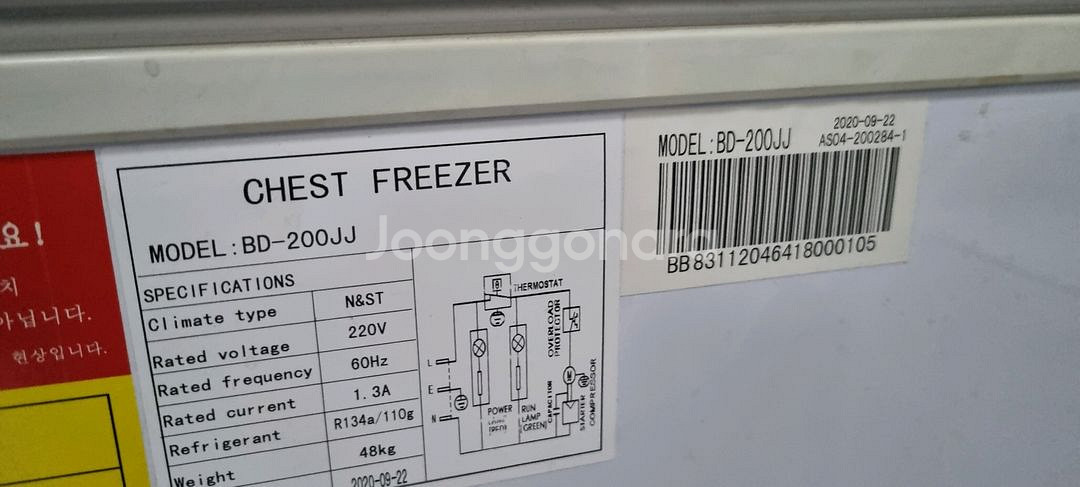 요!
치
아닙니다.
현상입니다.
CHEST FREEZER
MODEL:BD-200JJ
SPECIFICATIONS
Climate type N&ST
Rated voltage 220V
Rated frequency 60Hz
Rated current 1.3A
Refrigerant R134a/110g
Weight 48kg
2020-09-22
THERMOSTAT
OVERLOAD
PROTECTOR
L
E
N
POWER
RUN
LAMP
(GREEN)
CAPACITOR
STARTER
COMPRESSOR
M
MODEL:BD-200JJ
2020-09-22
AS04-200284-1
BB83112046418000105
Joonggonara